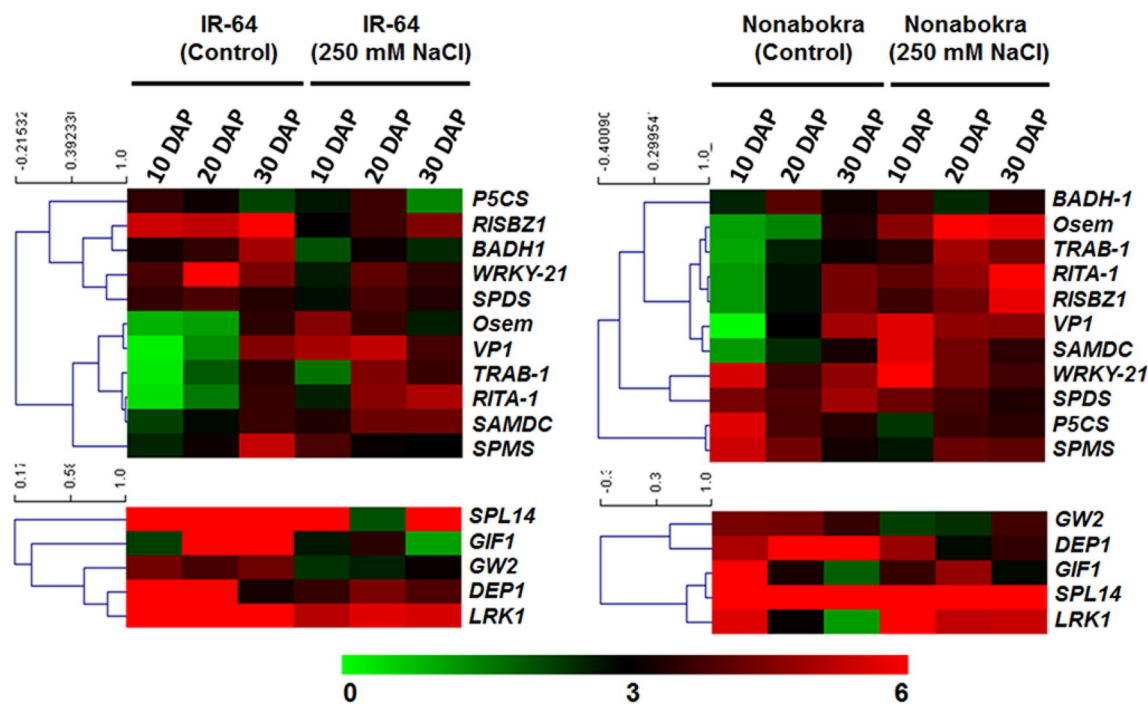 IR-64
(Control)
IR-64
(250 mM NaCl)
-0.21532
0.392338
1.0
10 DAP
20 DAP
30 DAP
10 DAP
20 DAP
30 DAP
P5CS
RISBZ1
BADH1
WRKY-21
SPDS
Osem
VP1
TRAB-1
RITA-1
SAMDC
SPMS
0.17
0.58
1.0
SPL14
GIF1
GW2
DEP1
LRK1
Nonabokra
(Control)
Nonabokra
(250 mM NaCl)
-0.40090
0.29954
1.0
10 DAP
20 DAP
30 DAP
10 DAP
20 DAP
30 DAP
BADH-1
Osem
TRAB-1
RITA-1
RISBZ1
VP1
SAMDC
WRKY-21
SPDS
P5CS
SPMS
0.3
1.0
GW2
DEP1
GIF1
SPL14
LRK1
0
3
6